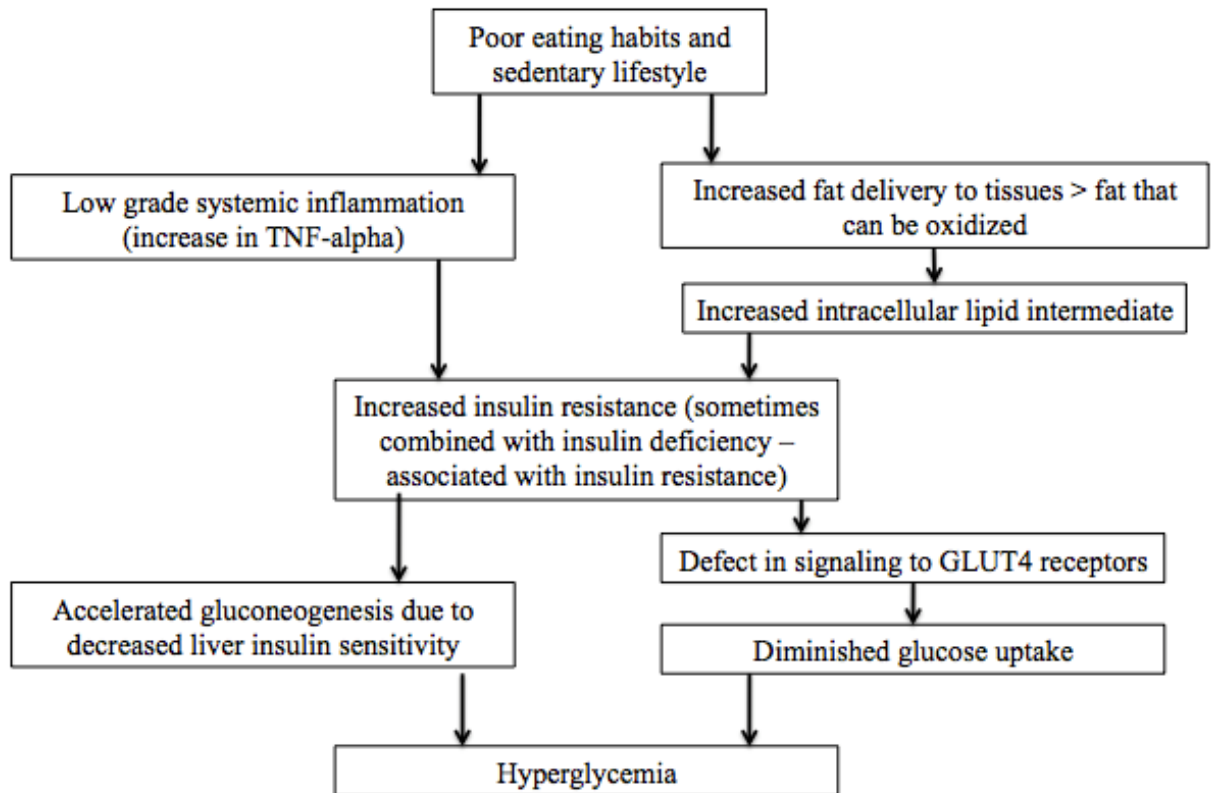 Poor eating habits and
sedentary lifestyle
Low grade systemic inflammation
(increase in TNF-alpha)
Increased fat delivery to tissues > fat that
can be oxidized
Increased intracellular lipid intermediate
Increased insulin resistance (sometimes
combined with insulin deficiency –
associated with insulin resistance)
Defect in signaling to GLUT4 receptors
Accelerated gluconeogenesis due to
decreased liver insulin sensitivity
Diminished glucose uptake
Hyperglycemia